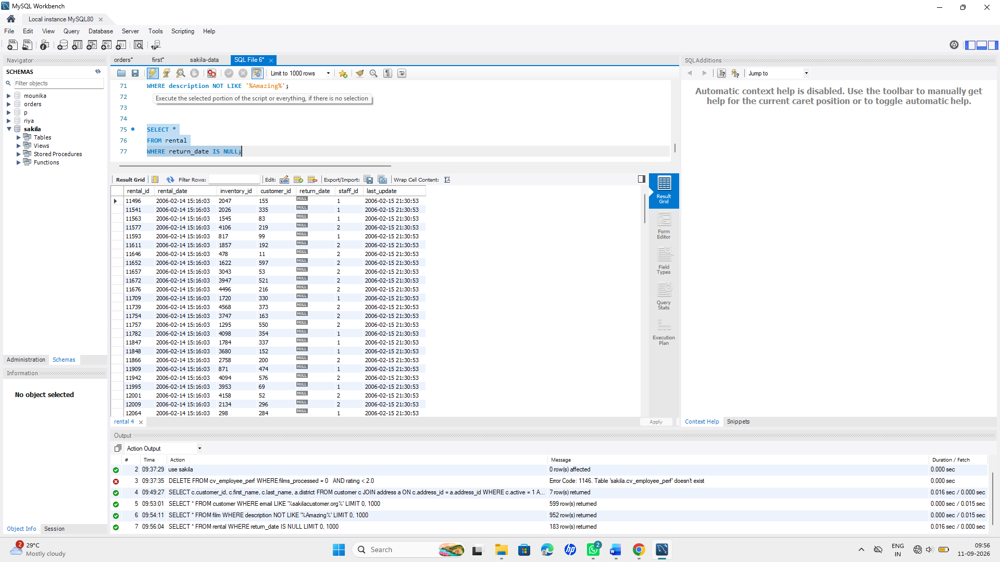 MySQL Workbench
Local instance MySQL80
File Edit View Query Database Server Tools Scripting Help
Navigator
SCHEMAS
Filter objects
mounika
orders
p
riya
sakila
Tables
Views
Stored Procedures
Functions
Administration Schemas
Information
No object selected
Object Info Session
orders* first* sakila-data SQL File 6*
Limit to 1000 rows
71 WHERE description NOT LIKE '%Amazing%';
72
Execute the selected portion of the script or everything, if there is no selection
73
74
75 SELECT *
76 FROM rental
77 WHERE return_date IS NULL;
Result Grid Filter Rows: Edit: Export/Import: Wrap Cell Content:
rental_id rental_date inventory_id customer_id return_date staff_id last_update
11496 2006-02-14 15:16:03 2047 155 NULL 1 2006-02-15 21:30:53
11541 2006-02-14 15:16:03 2026 335 NULL 1 2006-02-15 21:30:53
11563 2006-02-14 15:16:03 1545 83 NULL 1 2006-02-15 21:30:53
11577 2006-02-14 15:16:03 4106 219 NULL 2 2006-02-15 21:30:53
11593 2006-02-14 15:16:03 817 99 NULL 1 2006-02-15 21:30:53
11611 2006-02-14 15:16:03 1857 192 NULL 2 2006-02-15 21:30:53
11646 2006-02-14 15:16:03 478 11 NULL 2 2006-02-15 21:30:53
11652 2006-02-14 15:16:03 1622 597 NULL 2 2006-02-15 21:30:53
11657 2006-02-14 15:16:03 3043 53 NULL 2 2006-02-15 21:30:53
11672 2006-02-14 15:16:03 3947 521 NULL 2 2006-02-15 21:30:53
11676 2006-02-14 15:16:03 4496 216 NULL 2 2006-02-15 21:30:53
11709 2006-02-14 15:16:03 1720 330 NULL 1 2006-02-15 21:30:53
11739 2006-02-14 15:16:03 4568 373 NULL 2 2006-02-15 21:30:53
11754 2006-02-14 15:16:03 3747 163 NULL 2 2006-02-15 21:30:53
11757 2006-02-14 15:16:03 1295 550 NULL 2 2006-02-15 21:30:53
11782 2006-02-14 15:16:03 4098 354 NULL 1 2006-02-15 21:30:53
11847 2006-02-14 15:16:03 1784 337 NULL 1 2006-02-15 21:30:53
11848 2006-02-14 15:16:03 3680 152 NULL 1 2006-02-15 21:30:53
11866 2006-02-14 15:16:03 2758 200 NULL 2 2006-02-15 21:30:53
11909 2006-02-14 15:16:03 871 474 NULL 1 2006-02-15 21:30:53
11942 2006-02-14 15:16:03 4094 576 NULL 2 2006-02-15 21:30:53
11995 2006-02-14 15:16:03 3953 69 NULL 1 2006-02-15 21:30:53
12001 2006-02-14 15:16:03 4158 52 NULL 2 2006-02-15 21:30:53
12009 2006-02-14 15:16:03 2134 296 NULL 2 2006-02-15 21:30:53
12064 2006-02-14 15:16:03 298 284 NULL 1 2006-02-15 21:30:53
Result Grid
Form Editor
Field Types
Query Stats
Execution Plan
rental 4 Apply
SQLAdditions
Jump to
Automatic context help is disabled. Use the toolbar to manually get
help for the current caret position or to toggle automatic help.
Context Help Snippets
Output
Action Output
# Time Action Message Duration / Fetch
2 09:37:29 use sakila 0 row(s) affected 0.000 sec
3 09:37:35 DELETE FROM cv_employee_perf WHERE films_processed = 0 AND rating < 2.0 Error Code: 1146. Table 'sakila.cv_employee_perf' doesn't exist 0.000 sec
4 09:49:27 SELECT c.customer_id, c.first_name, c.last_name, a.district FROM customer c JOIN address a ON c.address_id = a.address_id WHERE c.active = 1 A... 7 row(s) returned 0.016 sec / 0.000 sec
5 09:53:01 SELECT * FROM customer WHERE email LIKE '%sakilacustomer.org%' LIMIT 0, 1000 599 row(s) returned 0.000 sec / 0.015 sec
6 09:54:11 SELECT * FROM film WHERE description NOT LIKE '%Amazing%' LIMIT 0, 1000 952 row(s) returned 0.000 sec / 0.015 sec
7 09:56:04 SELECT * FROM rental WHERE return_date IS NULL LIMIT 0, 1000 183 row(s) returned 0.016 sec / 0.000 sec
2 29°C
Mostly cloudy
Search
hp
2
ENG
IN
09:56
11-09-2026